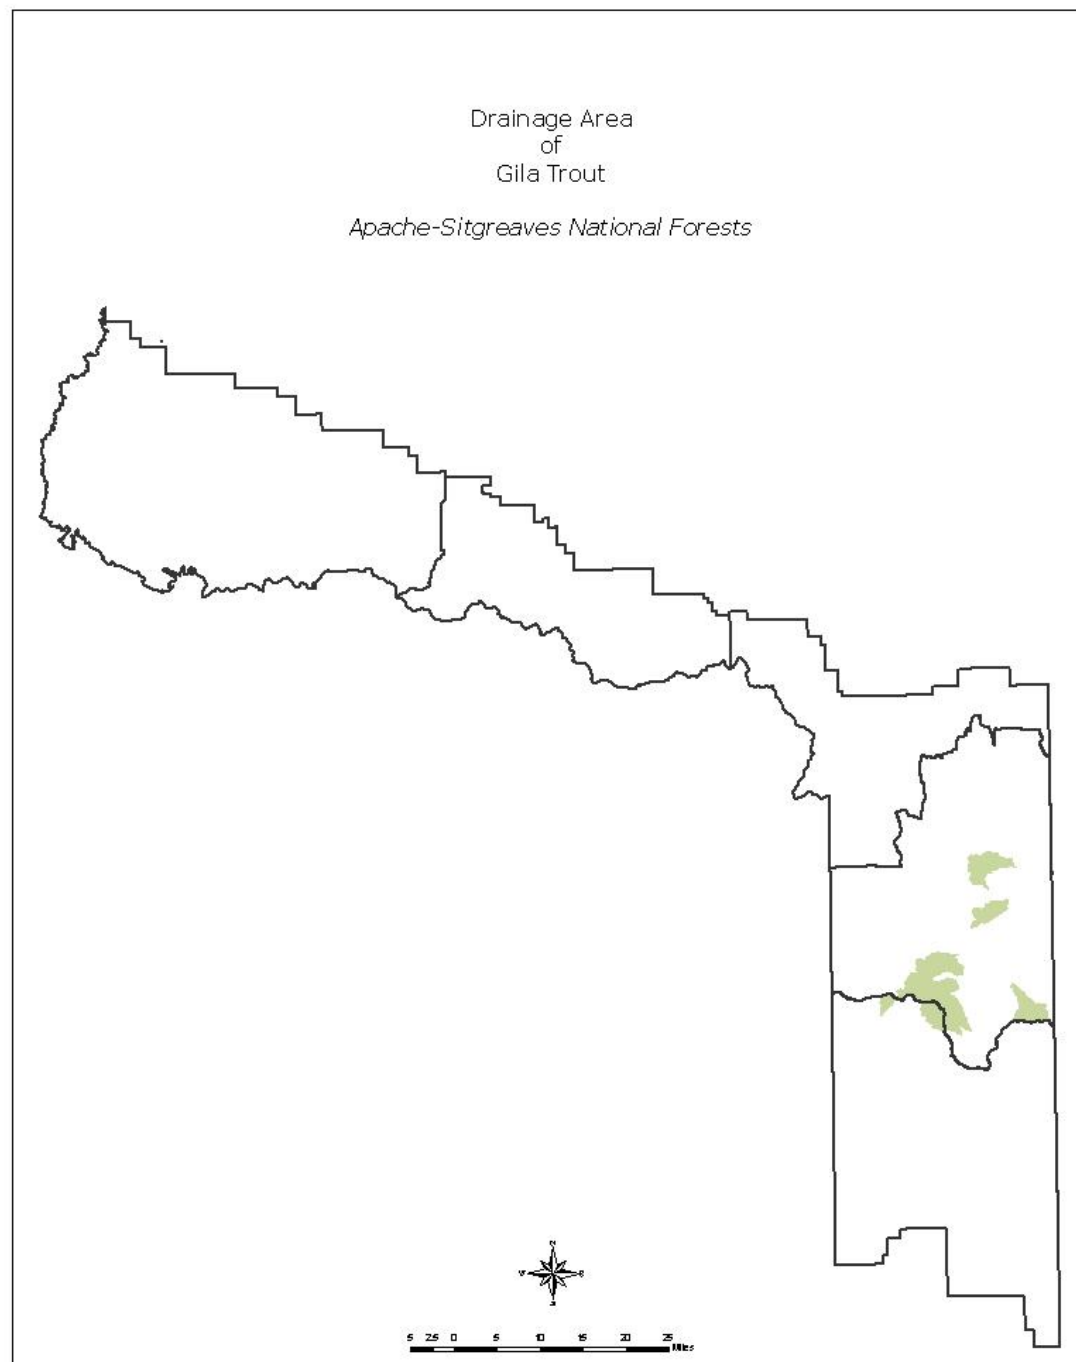 Drainage Area
of
Gila Trout
Apache-Sitgreaves National Forests
N
W E
S
5 2.5 0 5 10 15 20 25
Miles